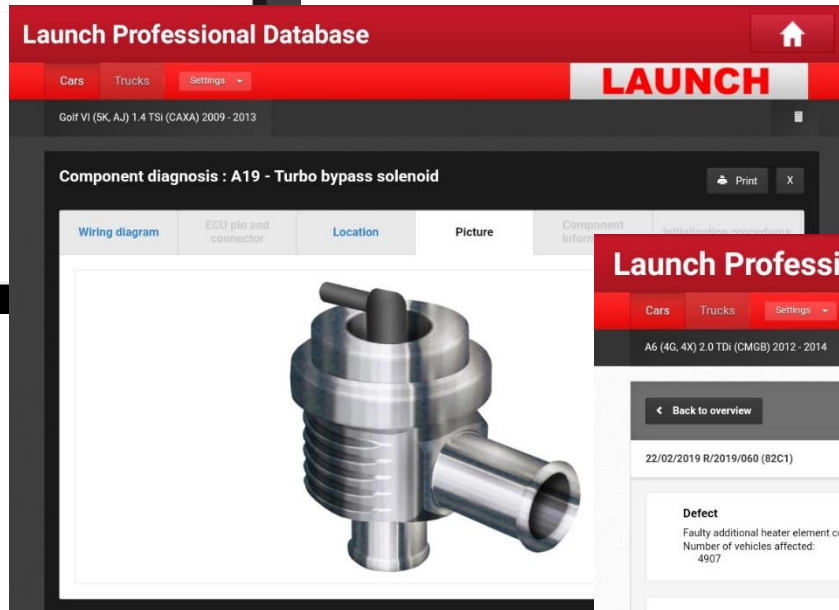 Launch Professional Database
Cars Trucks Settings
LAUNCH
Golf VI (5K, AJ) 1.4 TSi (CAXA) 2009 - 2013
Component diagnosis : A19 - Turbo bypass solenoid
Print X
Wiring diagram ECU pin and connector Location Picture Component Initialisation procedures
Launch Professi
Cars Trucks Settings
A6 (4G, 4X) 2.0 TDi (CMGB) 2012 - 2014
Back to overview
22/02/2019 R/2019/060 (82C1)
Defect
Faulty additional heater element c
Number of vehicles affected:
4907